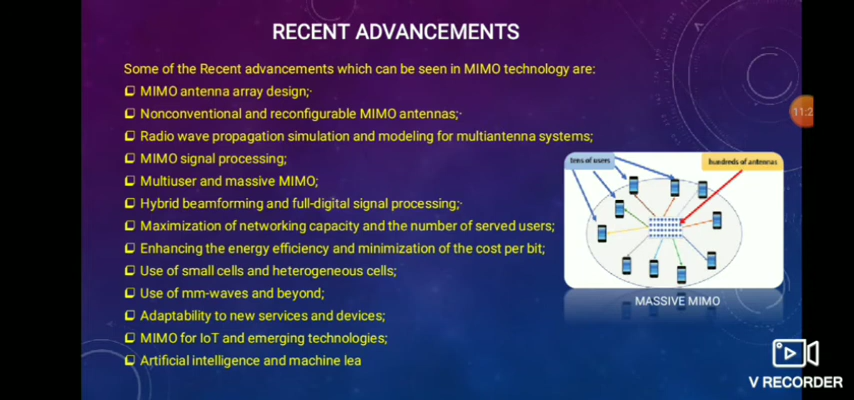 RECENT ADVANCEMENTS
Some of the Recent advancements which can be seen in MIMO technology are:
MIMO antenna array design;·
Nonconventional and reconfigurable MIMO antennas;·
Radio wave propagation simulation and modeling for multiantenna systems;
MIMO signal processing;
Multiuser and massive MIMO;
Hybrid beamforming and full-digital signal processing;·
Maximization of networking capacity and the number of served users;
Enhancing the energy efficiency and minimization of the cost per bit;
Use of small cells and heterogeneous cells;
Use of mm-waves and beyond;
Adaptability to new services and devices;
MIMO for IoT and emerging technologies;
Artificial intelligence and machine lea
tens of users
hundreds of antennas
MASSIVE MIMO
11:2
V RECORDER